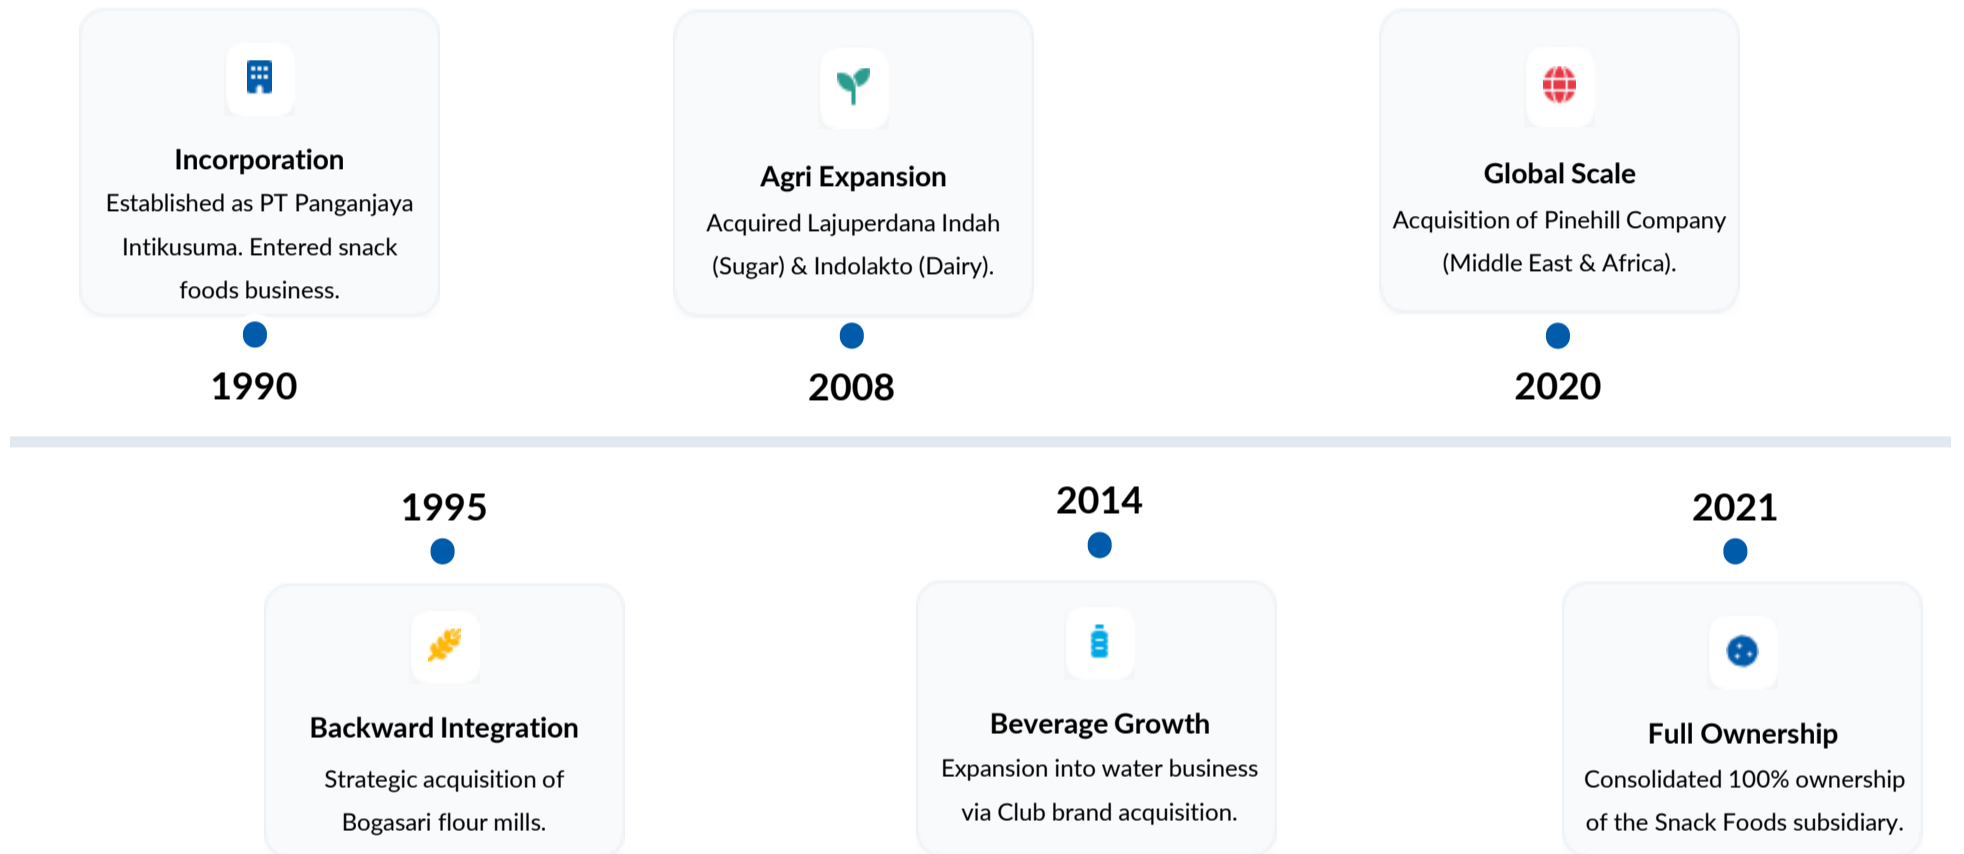 Incorporation
Established as PT Panganjaya
Intikusuma. Entered snack
foods business.
1990
Agri Expansion
Acquired Lajuperdana Indah
(Sugar) & Indolakto (Dairy).
2008
Global Scale
Acquisition of Pinehill Company
(Middle East & Africa).
2020
1995
Backward Integration
Strategic acquisition of
Bogasari flour mills.
2014
Beverage Growth
Expansion into water business
via Club brand acquisition.
2021
Full Ownership
Consolidated 100% ownership
of the Snack Foods subsidiary.